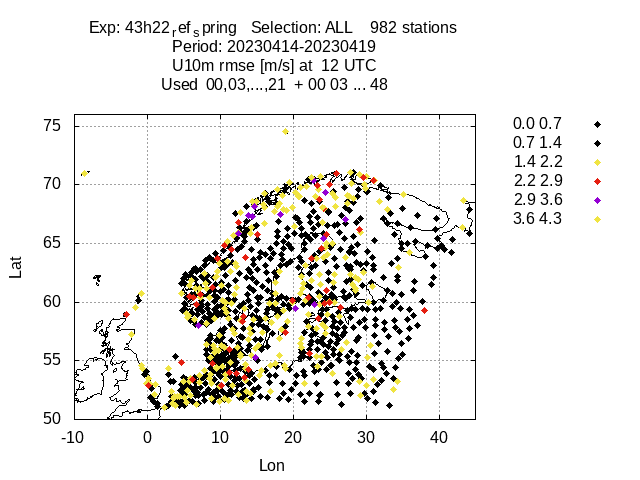 Exp: 43h22ref spring Selection: ALL 982 stations
Period: 20230414-20230419
U10m rmse [m/s] at 12 UTC
Used 00,03,...,21 + 00 03 ... 48
0.0 0.7
0.7 1.4
1.4 2.2
2.2 2.9
2.9 3.6
3.6 4.3
75
70
65
60
55
50
Lat
-10 0 10 20 30 40
Lon